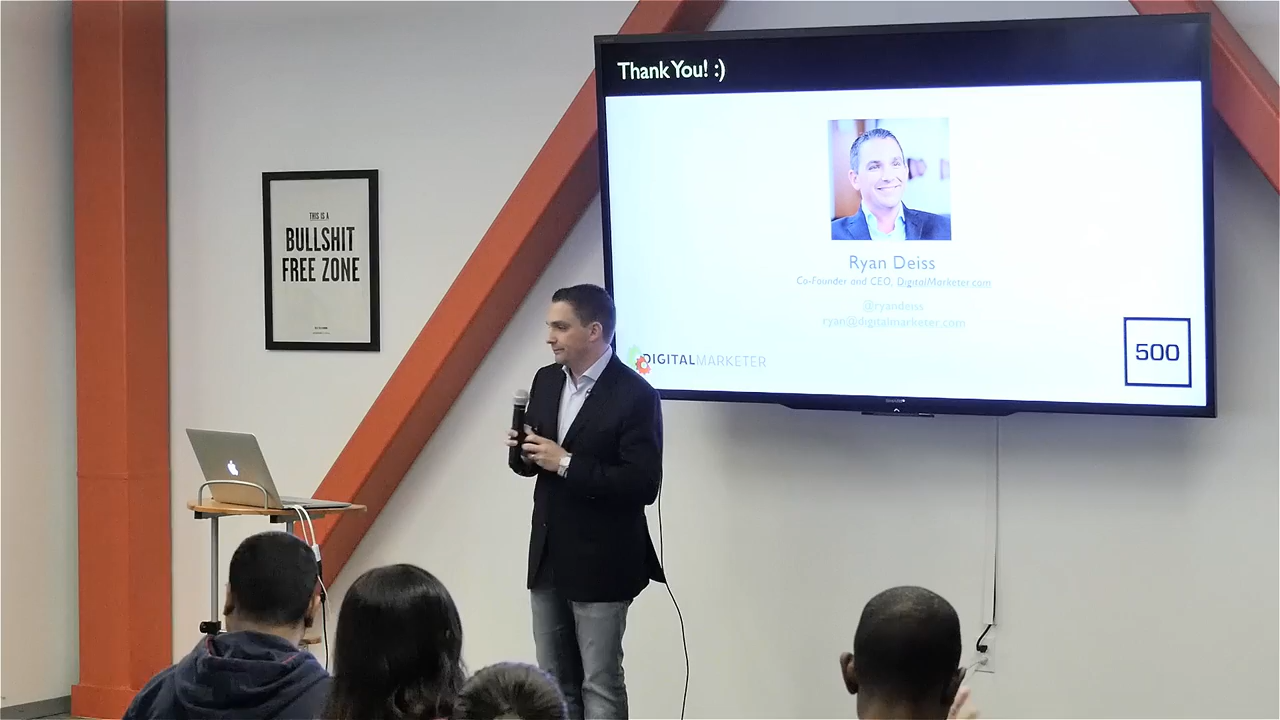 THIS IS A
BULLSHIT
FREE ZONE
Thank You! :)
Ryan Deiss
Co-Founder and CEO, DigitalMarketer.com
@ryandeiss
ryan@digitalmarketer.com
DIGITALMARKETER
500
SHARP